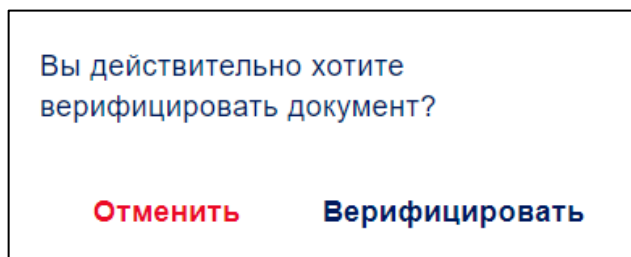 Вы действительно хотите
верифицировать документ?
Отменить Верифицировать